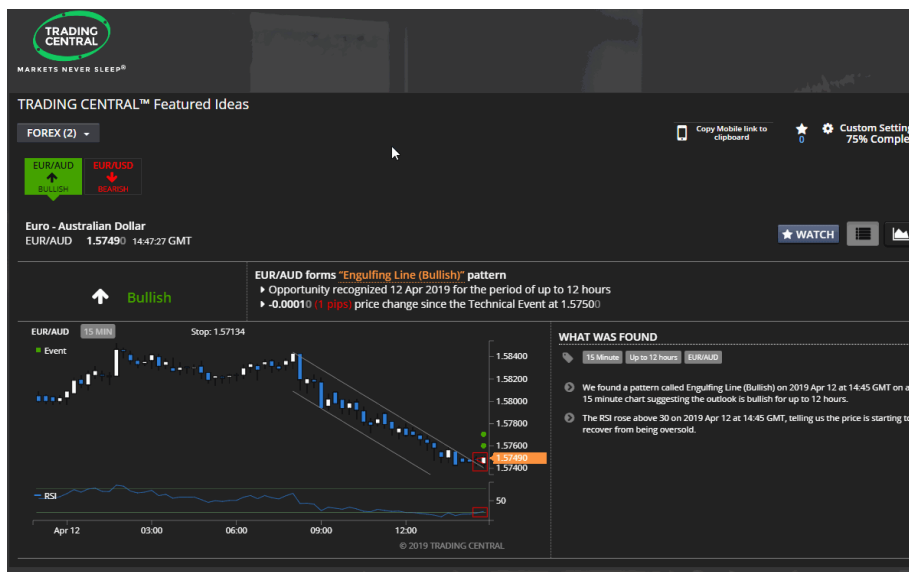 TRADING
CENTRAL
MARKETS NEVER SLEEP®
TRADING CENTRAL™ Featured Ideas
FOREX (2)
Copy Mobile link to
clipboard
0
Custom Setting
75% Comple
EUR/AUD
BULLISH
EUR/USD
BEARISH
Euro - Australian Dollar
EUR/AUD 1.57490 14:47:27 GMT
WATCH
Bullish
EUR/AUD forms "Engulfing Line (Bullish)" pattern
Opportunity recognized 12 Apr 2019 for the period of up to 12 hours
-0.00010 (1 pips) price change since the Technical Event at 1.57500
EUR/AUD 15 MIN Stop: 1.57134
Event
1.58400
1.58200
1.58000
1.57800
1.57600
1.57490
1.57400
RSI
50
Apr 12 03:00 06:00 09:00 12:00
© 2019 TRADING CENTRAL
WHAT WAS FOUND
15 Minute Up to 12 hours EUR/AUD
We found a pattern called Engulfing Line (Bullish) on 2019 Apr 12 at 14:45 GMT on a
15 minute chart suggesting the outlook is bullish for up to 12 hours.
The RSI rose above 30 on 2019 Apr 12 at 14:45 GMT, telling us the price is starting to
recover from being oversold.